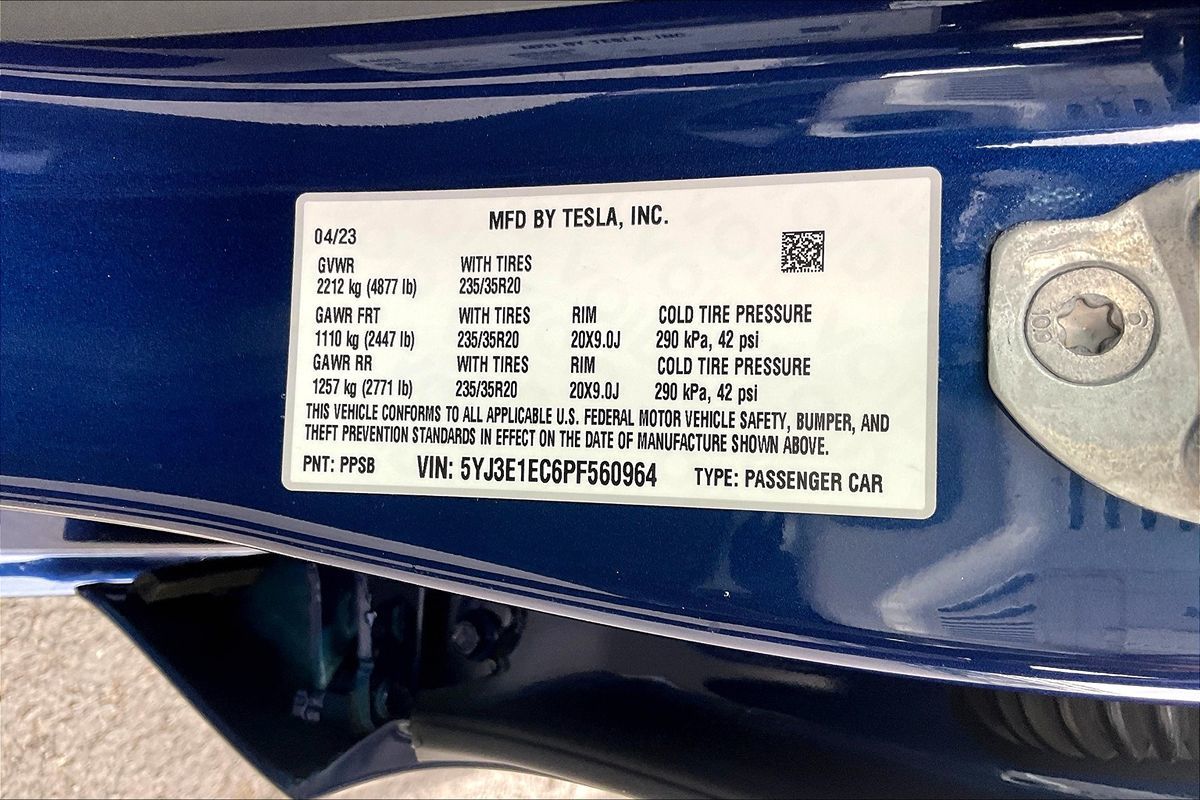 MFD BY TESLA, INC.
MFD BY TESLA, INC.
04/23
GVWR WITH TIRES
2212 kg (4877 lb) 235/35R20
GAWR FRT WITH TIRES RIM COLD TIRE PRESSURE
1110 kg (2447 lb) 235/35R20 20X9.0J 290 kPa, 42 psi
GAWR RR WITH TIRES RIM COLD TIRE PRESSURE
1257 kg (2771 lb) 235/35R20 20X9.0J 290 kPa, 42 psi
THIS VEHICLE CONFORMS TO ALL APPLICABLE U.S. FEDERAL MOTOR VEHICLE SAFETY, BUMPER, AND
THEFT PREVENTION STANDARDS IN EFFECT ON THE DATE OF MANUFACTURE SHOWN ABOVE.
PNT: PPSB VIN: 5YJ3E1EC6PF560964 TYPE: PASSENGER CAR